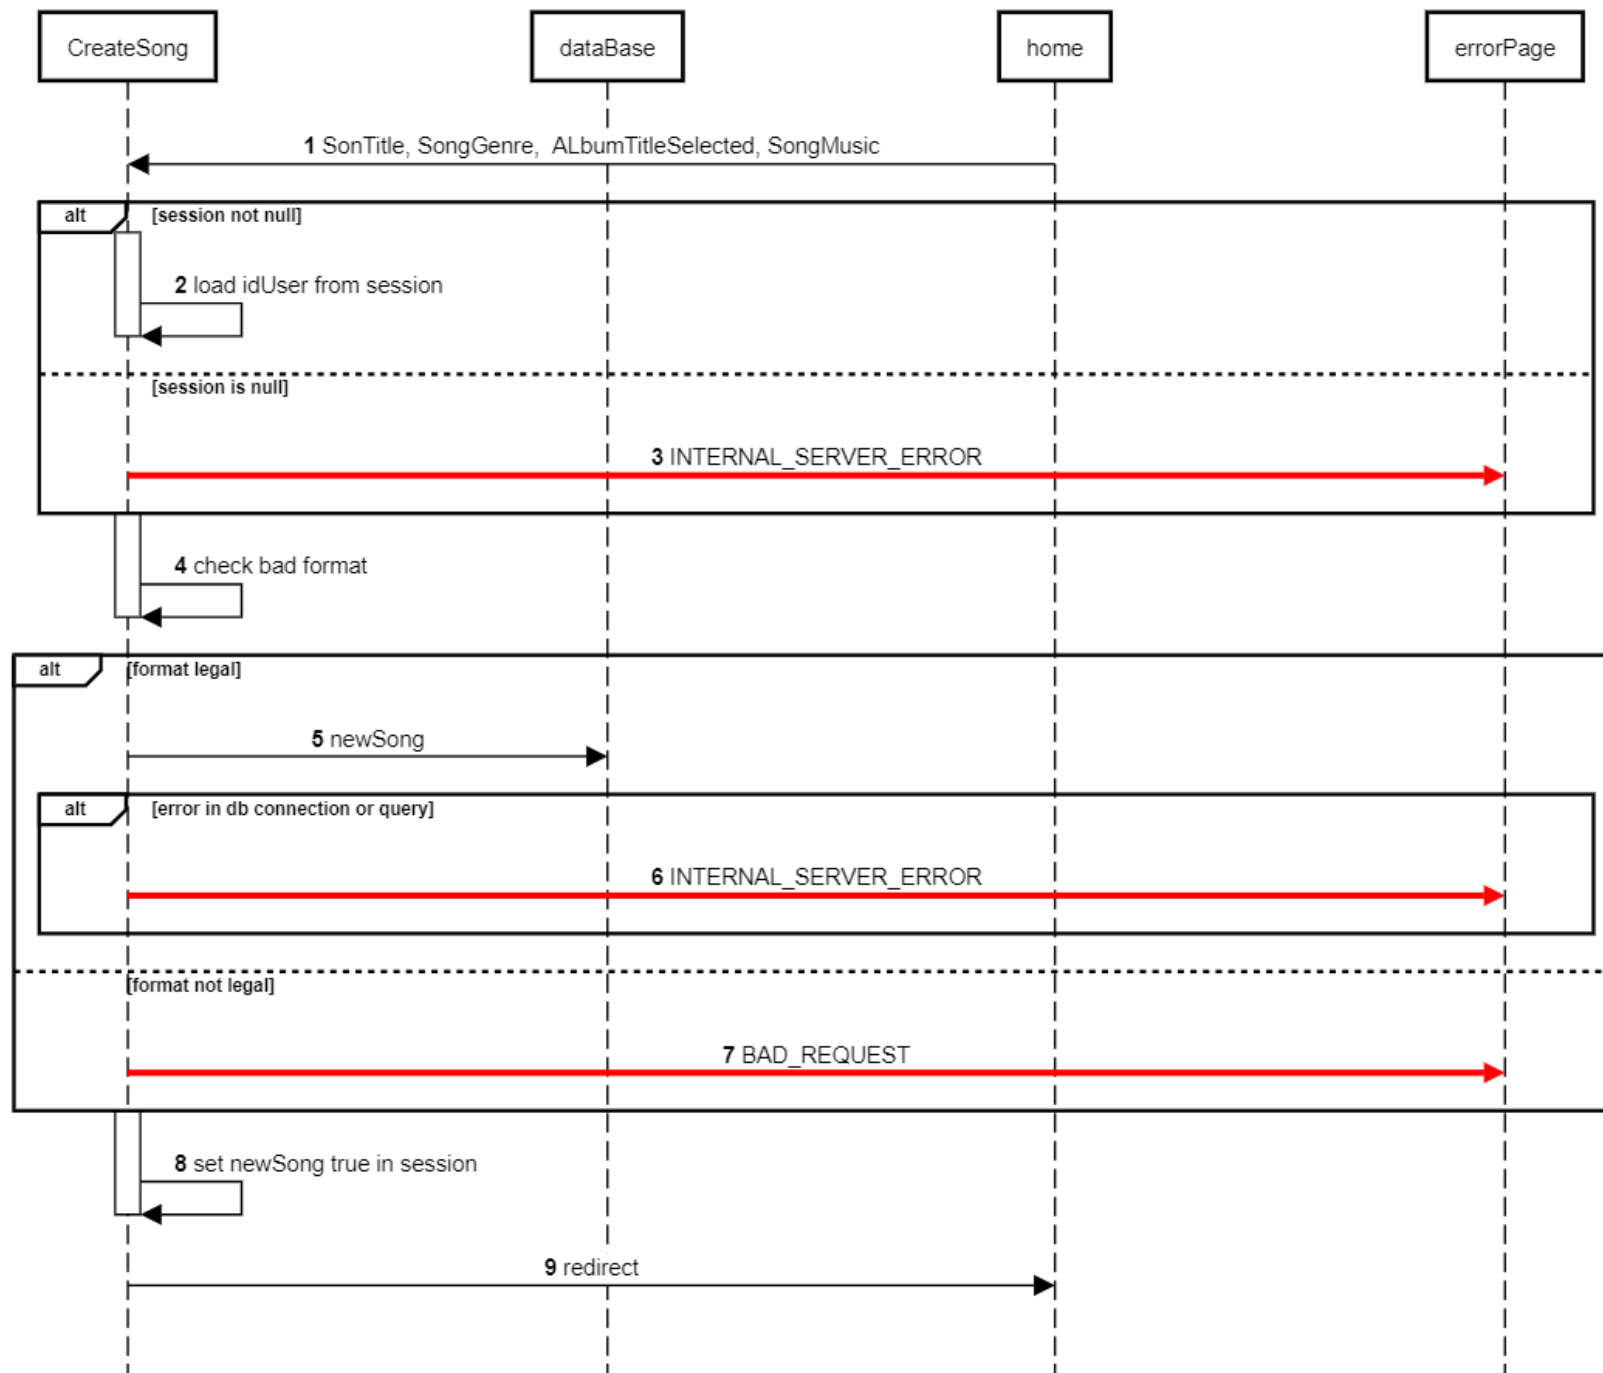 CreateSong
dataBase
home
errorPage
1 SonTitle, SongGenre, ALbumTitleSelected, SongMusic
alt
[session not null]
2 load idUser from session
[session is null]
3 INTERNAL_SERVER_ERROR
4 check bad format
alt
[format legal]
5 newSong
alt
[error in db connection or query]
6 INTERNAL_SERVER_ERROR
[format not legal]
7 BAD_REQUEST
8 set newSong true in session
9 redirect